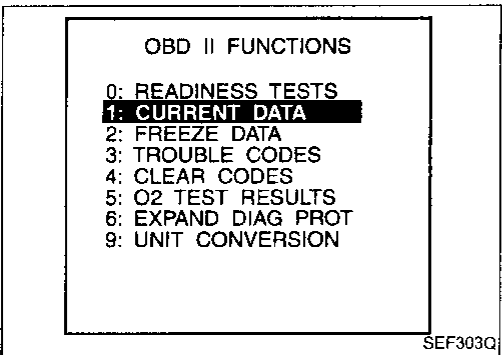 OBD II FUNCTIONS
0: READINESS TESTS
1: CURRENT DATA
2: FREEZE DATA
3: TROUBLE CODES
4: CLEAR CODES
5: O2 TEST RESULTS
6: EXPAND DIAG PROT
9: UNIT CONVERSION
SEF303Q